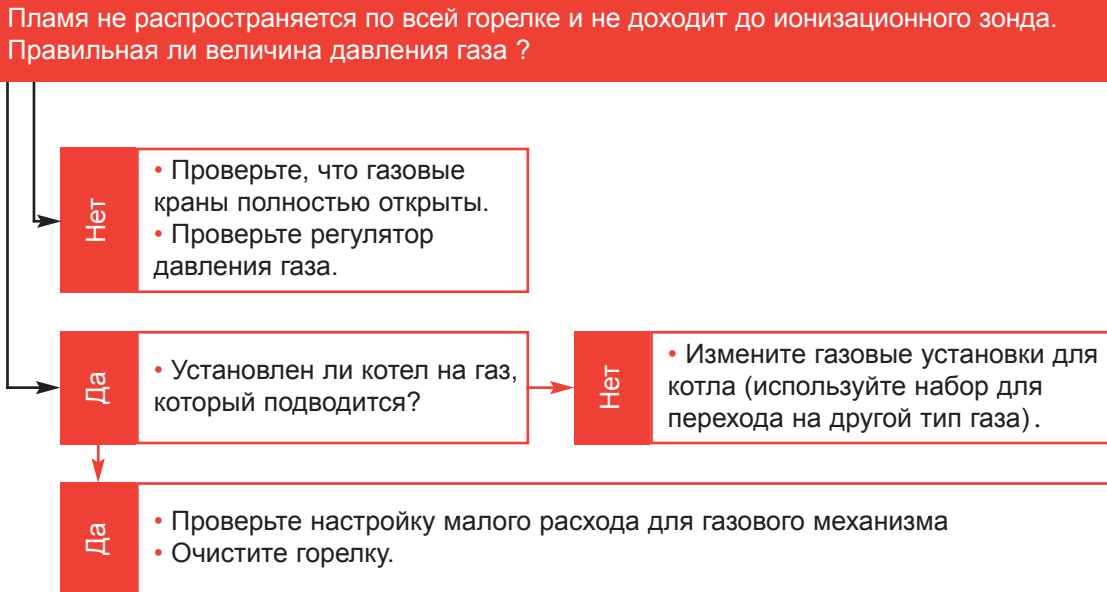 Пламя не распространяется по всей горелке и не доходит до ионизационного зонда.
Правильная ли величина давления газа ?
Нет
• Проверьте, что газовые
краны полностью открыты.
• Проверьте регулятор
давления газа.
Да
• Установлен ли котел на газ,
который подводится?
Нет
• Измените газовые установки для
котла (используйте набор для
перехода на другой тип газа).
Да
• Проверьте настройку малого расхода для газового механизма
• Очистите горелку.